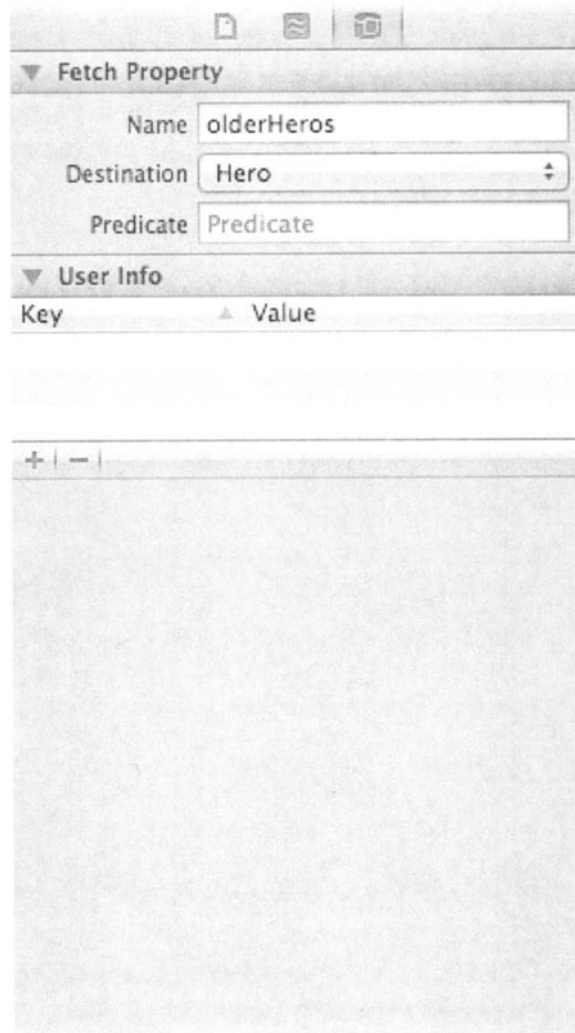 Fetch Property
Name olderHeros
Destination Hero
Predicate Predicate
User Info
Key Value